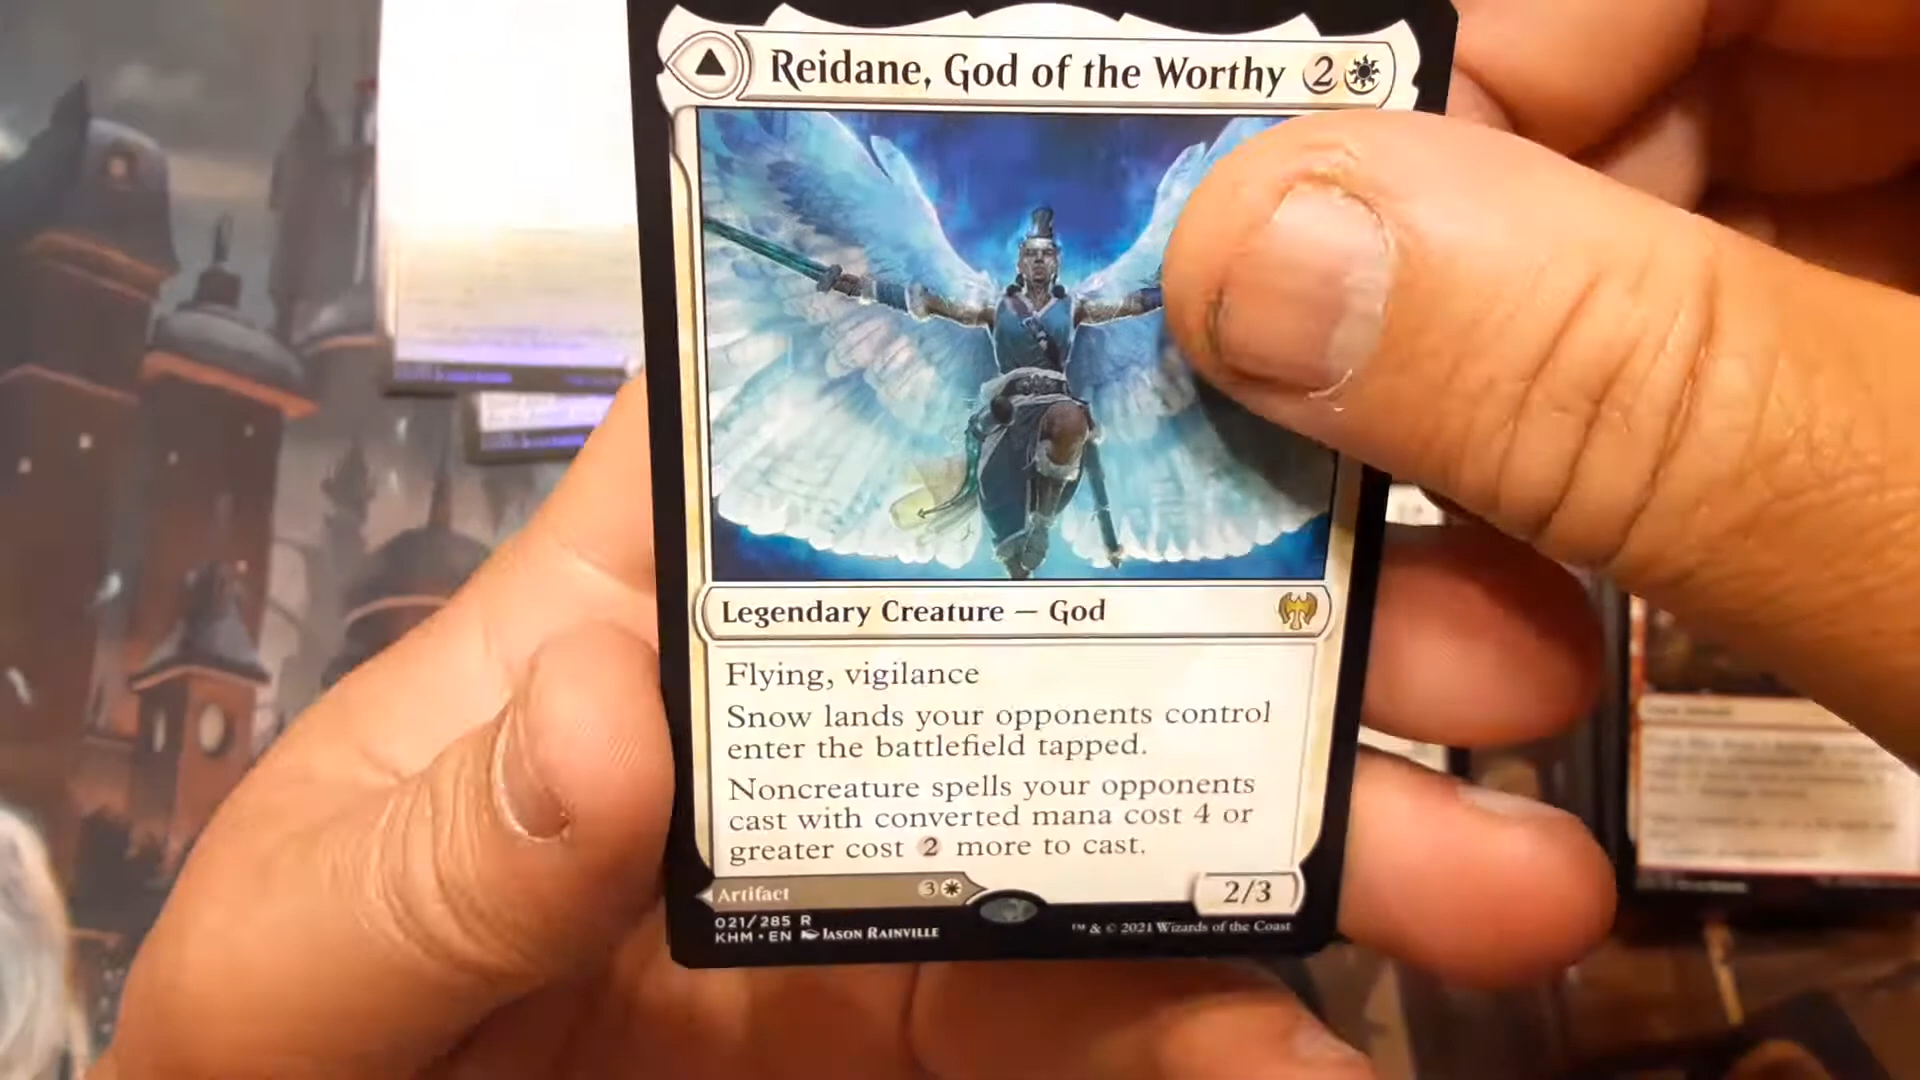 Reidane, God of the Worthy 2
Legendary Creature — God
Flying, vigilance
Snow lands your opponents control
enter the battlefield tapped.
Noncreature spells your opponents
cast with converted mana cost 4 or
greater cost 2 more to cast.
Artifact 3
2/3
021/285 R
KHM • EN Jason Rainville
™ & © 2021 Wizards of the Coast